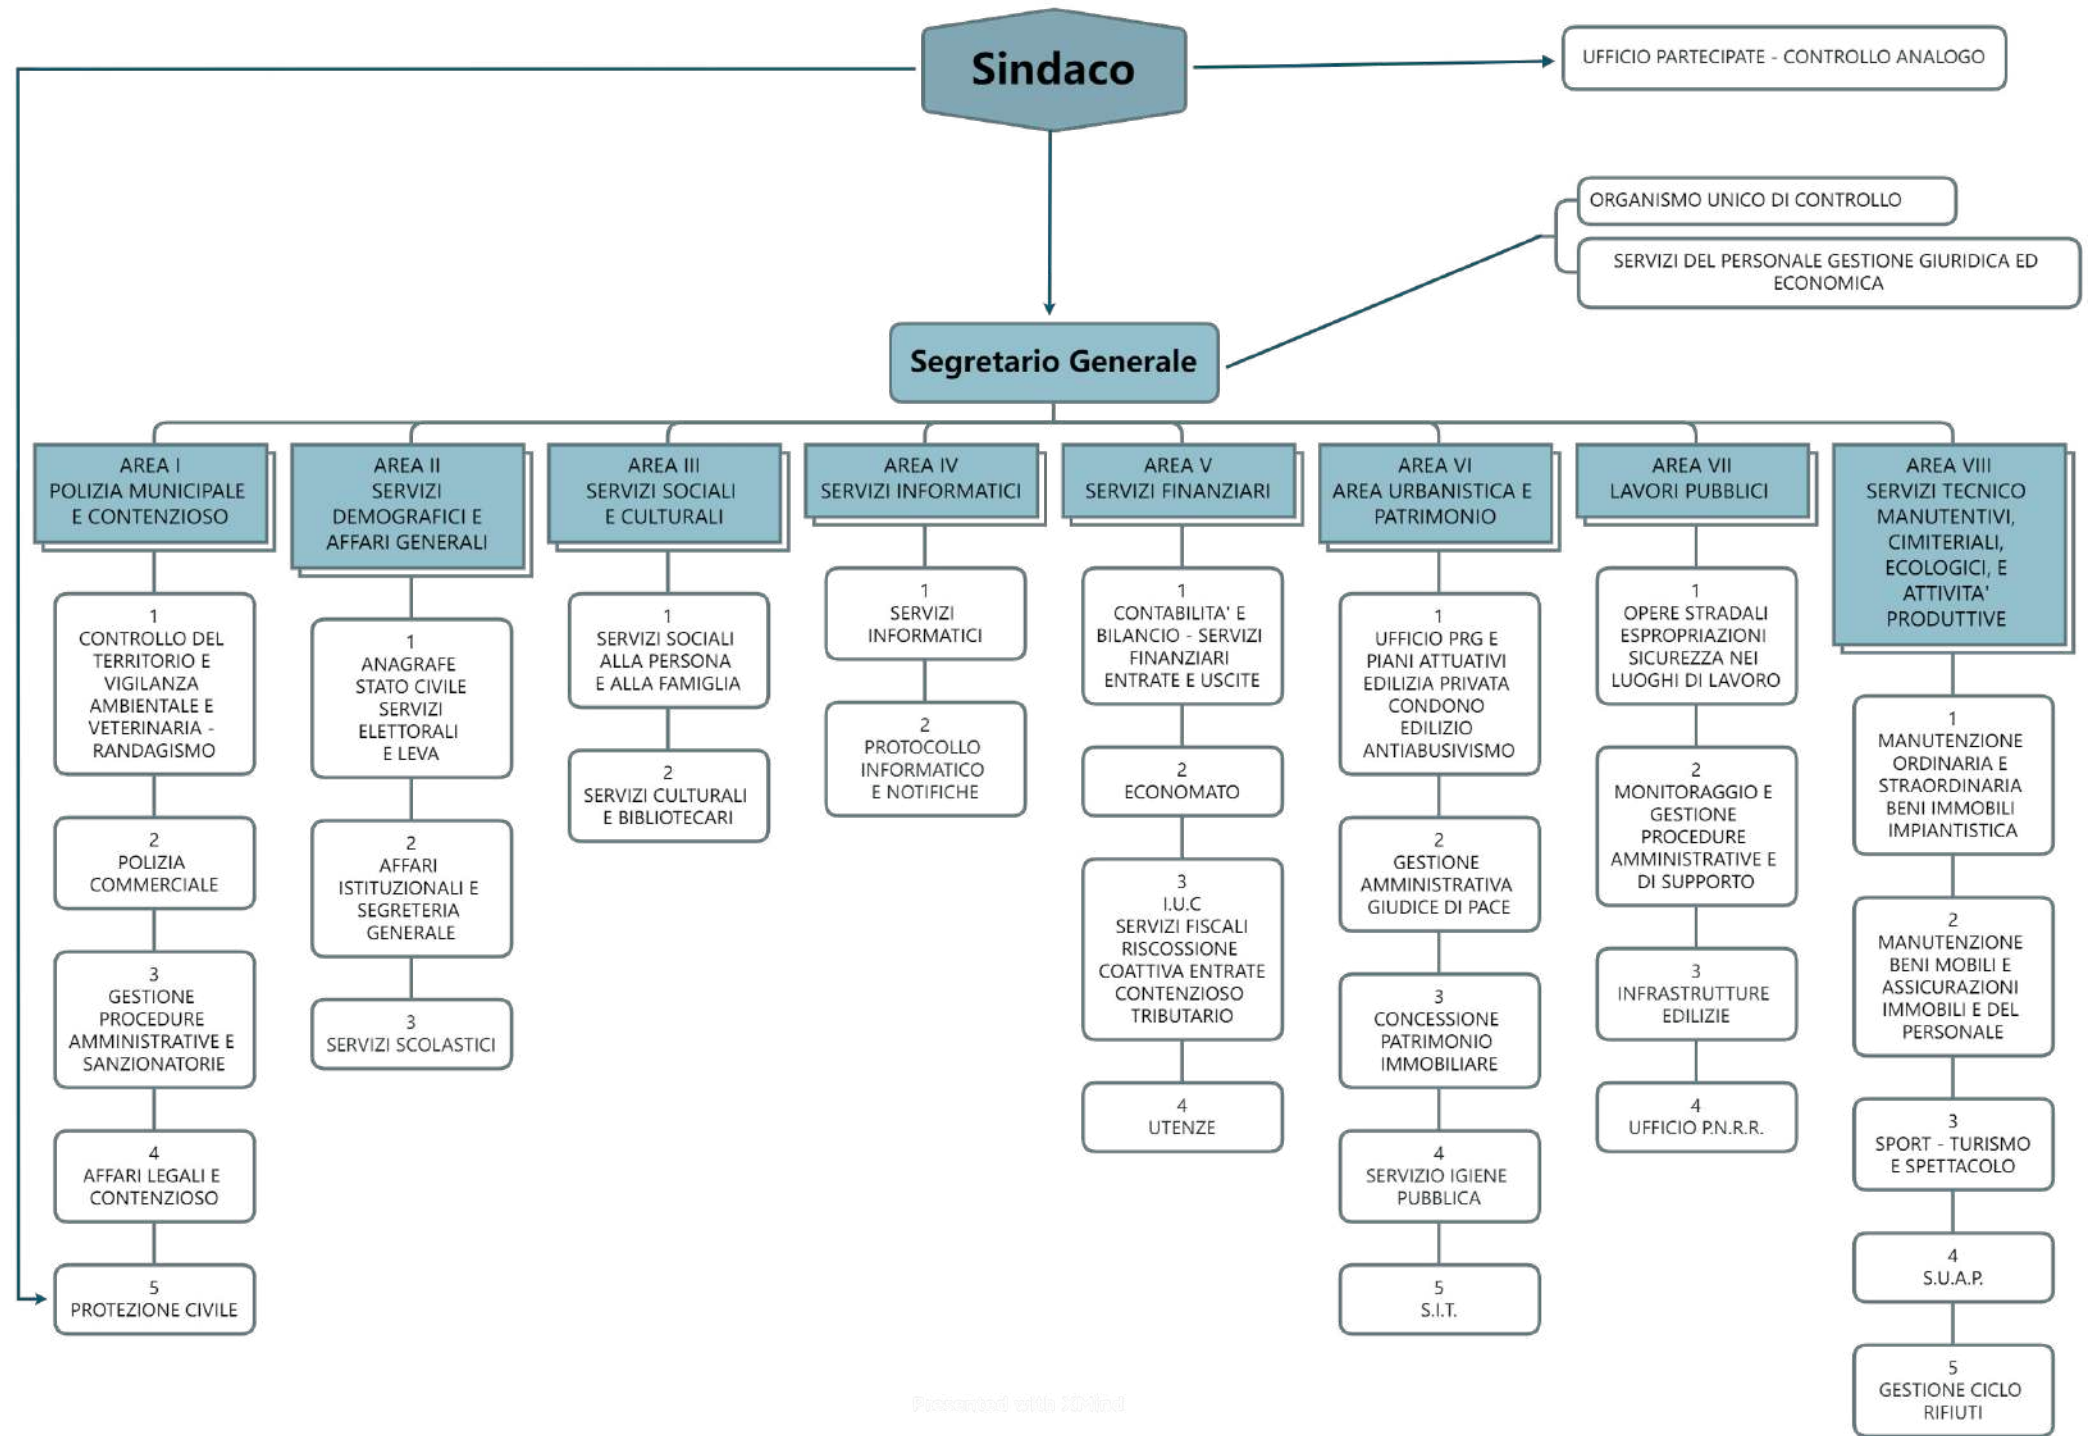 Sindaco
UFFICIO PARTECIPATE - CONTROLLO ANALOGO
ORGANISMO UNICO DI CONTROLLO
SERVIZI DEL PERSONALE GESTIONE GIURIDICA ED
ECONOMICA
Segretario Generale
AREA I
POLIZIA MUNICIPALE
E CONTENZIOSO
1
CONTROLLO DEL
TERRITORIO E
VIGILANZA
AMBIENTALE E
VETERINARIA -
RANDAGISMO
2
POLIZIA
COMMERCIALE
3
GESTIONE
PROCEDURE
AMMINISTRATIVE E
SANZIONATORIE
4
AFFARI LEGALI E
CONTENZIOSO
5
PROTEZIONE CIVILE
AREA II
SERVIZI
DEMOGRAFICI E
AFFARI GENERALI
1
ANAGRAFE
STATO CIVILE
SERVIZI
ELETTORALI
E LEVA
2
AFFARI
ISTITUZIONALI E
SEGRETERIA
GENERALE
3
SERVIZI SCOLASTICI
AREA III
SERVIZI SOCIALI
E CULTURALI
1
SERVIZI SOCIALI
ALLA PERSONA
E ALLA FAMIGLIA
2
SERVIZI CULTURALI
E BIBLIOTECARI
AREA IV
SERVIZI INFORMATICI
1
SERVIZI
INFORMATICI
2
PROTOCOLLO
INFORMATICO
E NOTIFICHE
AREA V
SERVIZI FINANZIARI
1
CONTABILITA' E
BILANCIO - SERVIZI
FINANZIARI
ENTRATE E USCITE
2
ECONOMATO
3
I.U.C
SERVIZI FISCALI
RISCOSSIONE
COATTIVA ENTRATE
CONTENZIOSO
TRIBUTARIO
4
UTENZE
AREA VI
AREA URBANISTICA E
PATRIMONIO
1
UFFICIO PRG E
PIANI ATTUATIVI
EDILIZIA PRIVATA
CONDONO
EDILIZIO
ANTIABUSIVISMO
2
GESTIONE
AMMINISTRATIVA
GIUDICE DI PACE
3
CONCESSIONE
PATRIMONIO
IMMOBILIARE
4
SERVIZIO IGIENE
PUBBLICA
5
S.I.T.
AREA VII
LAVORI PUBBLICI
1
OPERE STRADALI
ESPROPRIAZIONI
SICUREZZA NEI
LUOGHI DI LAVORO
2
MONITORAGGIO E
GESTIONE
PROCEDURE
AMMINISTRATIVE E
DI SUPPORTO
3
INFRASTRUTTURE
EDILIZIE
4
UFFICIO P.N.R.R.
AREA VIII
SERVIZI TECNICO
MANUTENTIVI,
CIMITERIALI,
ECOLOGICI, E
ATTIVITA'
PRODUTTIVE
1
MANUTENZIONE
ORDINARIA E
STRAORDINARIA
BENI IMMOBILI
IMPIANTISTICA
2
MANUTENZIONE
BENI MOBILI E
ASSICURAZIONI
IMMOBILI E DEL
PERSONALE
3
SPORT - TURISMO
E SPETTACOLO
4
S.U.A.P.
5
GESTIONE CICLO
RIFIUTI